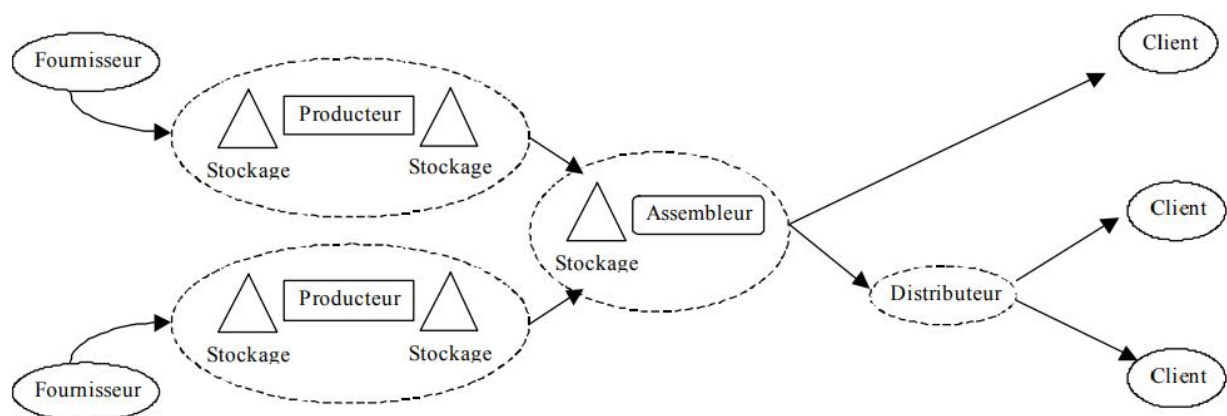 Fournisseur
Producteur
Stockage
Stockage
Client
Assembleur
Stockage
Client
Producteur
Stockage
Stockage
Distributeur
Fournisseur
Client